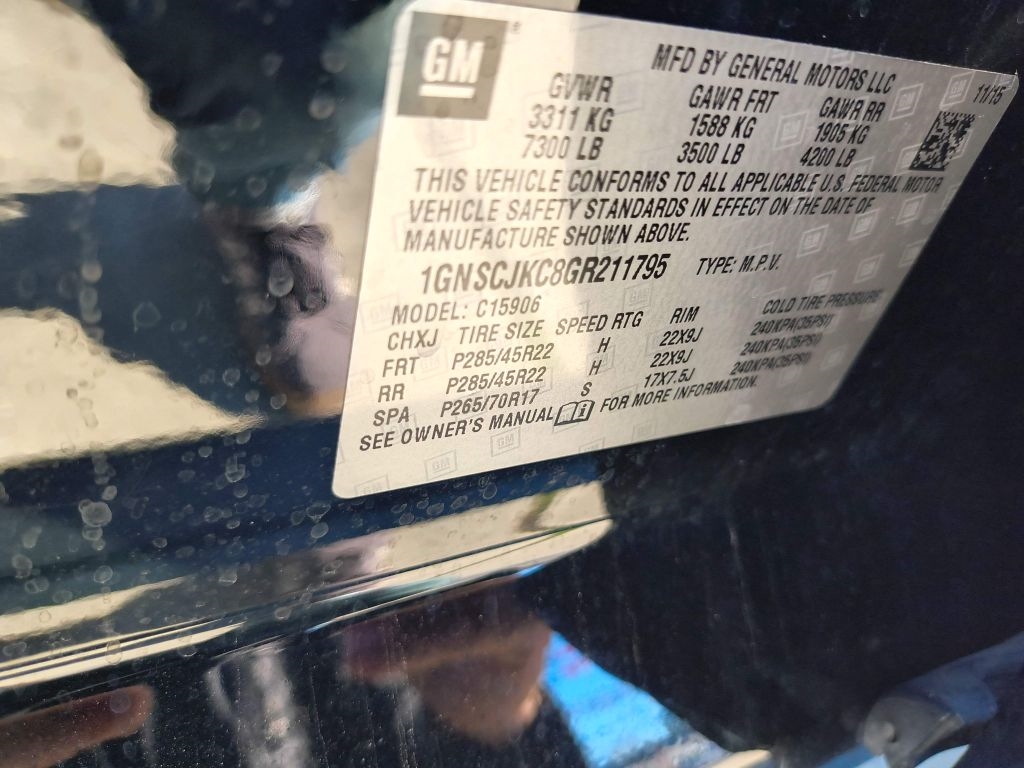 GM
MFD BY GENERAL MOTORS LLC
11/15
GVWR GAWR FRT GAWR RR
3311 KG 1588 KG 1905 KG
7300 LB 3500 LB 4200 LB
THIS VEHICLE CONFORMS TO ALL APPLICABLE U.S. FEDERAL MOTOR
VEHICLE SAFETY STANDARDS IN EFFECT ON THE DATE OF
MANUFACTURE SHOWN ABOVE.
1GNSCJKC8GR211795 TYPE: M.P.V.
MODEL: C15906
CHXJ TIRE SIZE SPEED RTG RIM COLD TIRE PRESSURE
FRT P285/45R22 H 22X9J 240KPA(35PSI)
RR P285/45R22 H 22X9J 240KPA(35PSI)
SPA P265/70R17 S 17X7.5J 240KPA(35PSI)
SEE OWNER'S MANUAL FOR MORE INFORMATION.